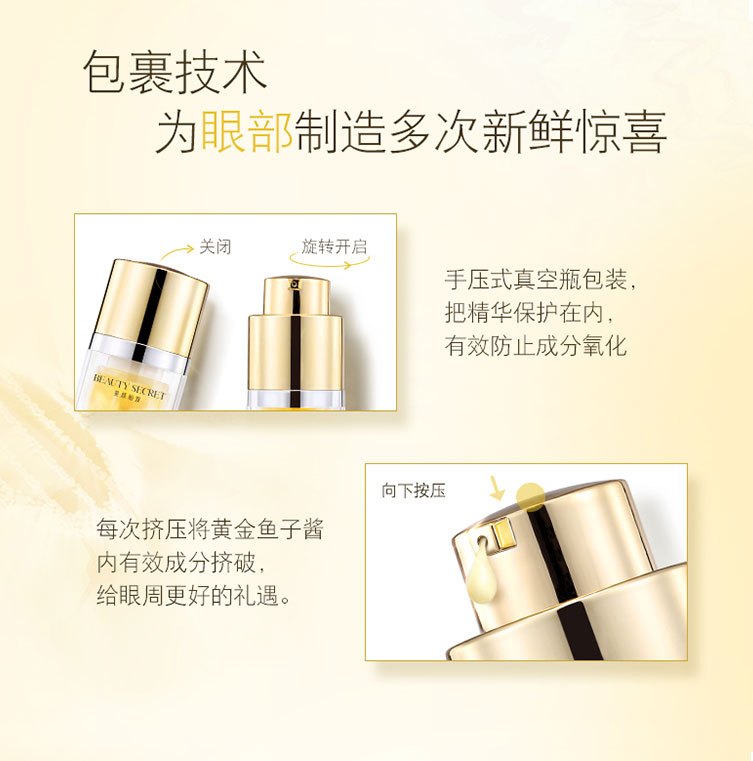 包裹技术
为眼部制造多次新鲜惊喜
关闭
旋转开启
BEAUTY SECRET
手压式真空瓶包装，
把精华保护在内，
有效防止成分氧化
向下按压
每次挤压将黄金鱼子酱
内有效成分挤破，
给眼周更好的礼遇。